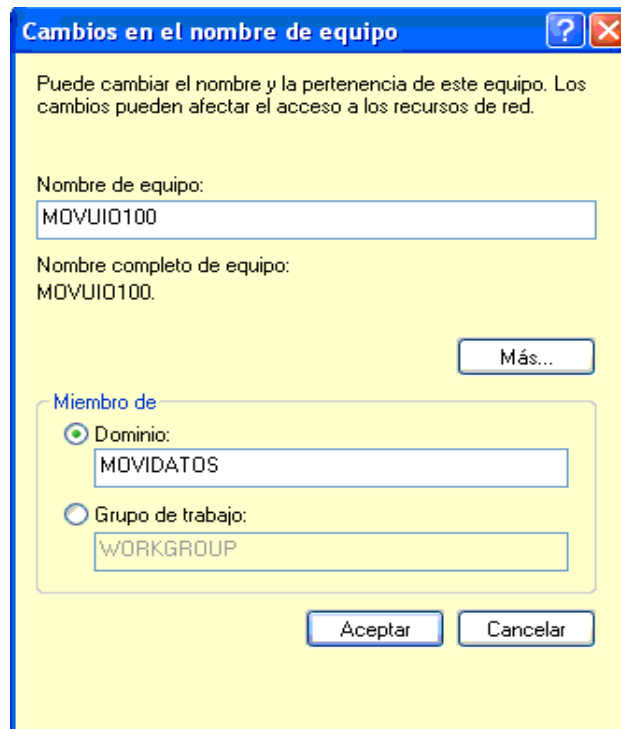 Cambios en el nombre de equipo
Puede cambiar el nombre y la pertenencia de este equipo. Los
cambios pueden afectar el acceso a los recursos de red.
Nombre de equipo:
MOVUIO100
Nombre completo de equipo:
MOVUIO100.
Más...
Miembro de
Dominio:
MOVIDATOS
Grupo de trabajo:
WORKGROUP
Aceptar Cancelar